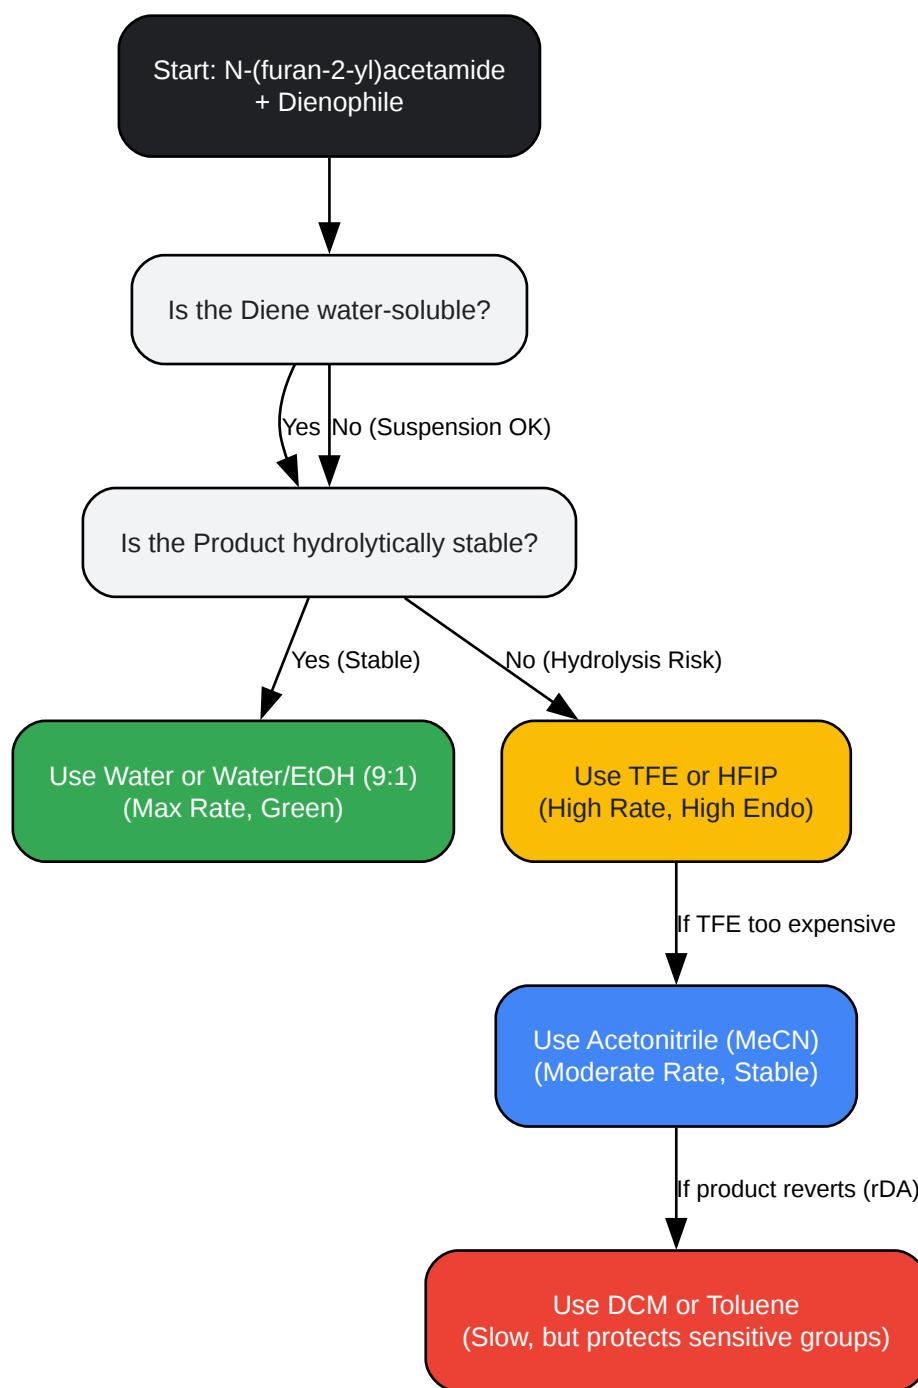 Start: N-(furan-2-yl)acetamide
+ Dienophile
Is the Diene water-soluble?
Yes
No (Suspension OK)
Is the Product hydrolytically stable?
Yes (Stable)
No (Hydrolysis Risk)
Use Water or Water/EtOH (9:1)
(Max Rate, Green)
Use TFE or HFIP
(High Rate, High Endo)
If TFE too expensive
Use Acetonitrile (MeCN)
(Moderate Rate, Stable)
If product reverts (rDA)
Use DCM or Toluene
(Slow, but protects sensitive groups)